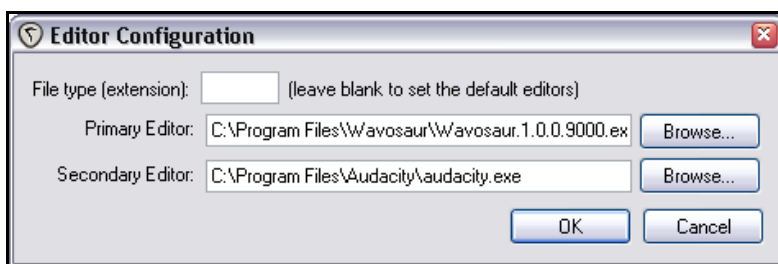 Editor Configuration
File type (extension): (leave blank to set the default editors)
Primary Editor: C:\Program Files\Wavosaur\Wavosaur.1.0.0.9000.ex Browse...
Secondary Editor: C:\Program Files\Audacity\audacity.exe Browse...
OK Cancel